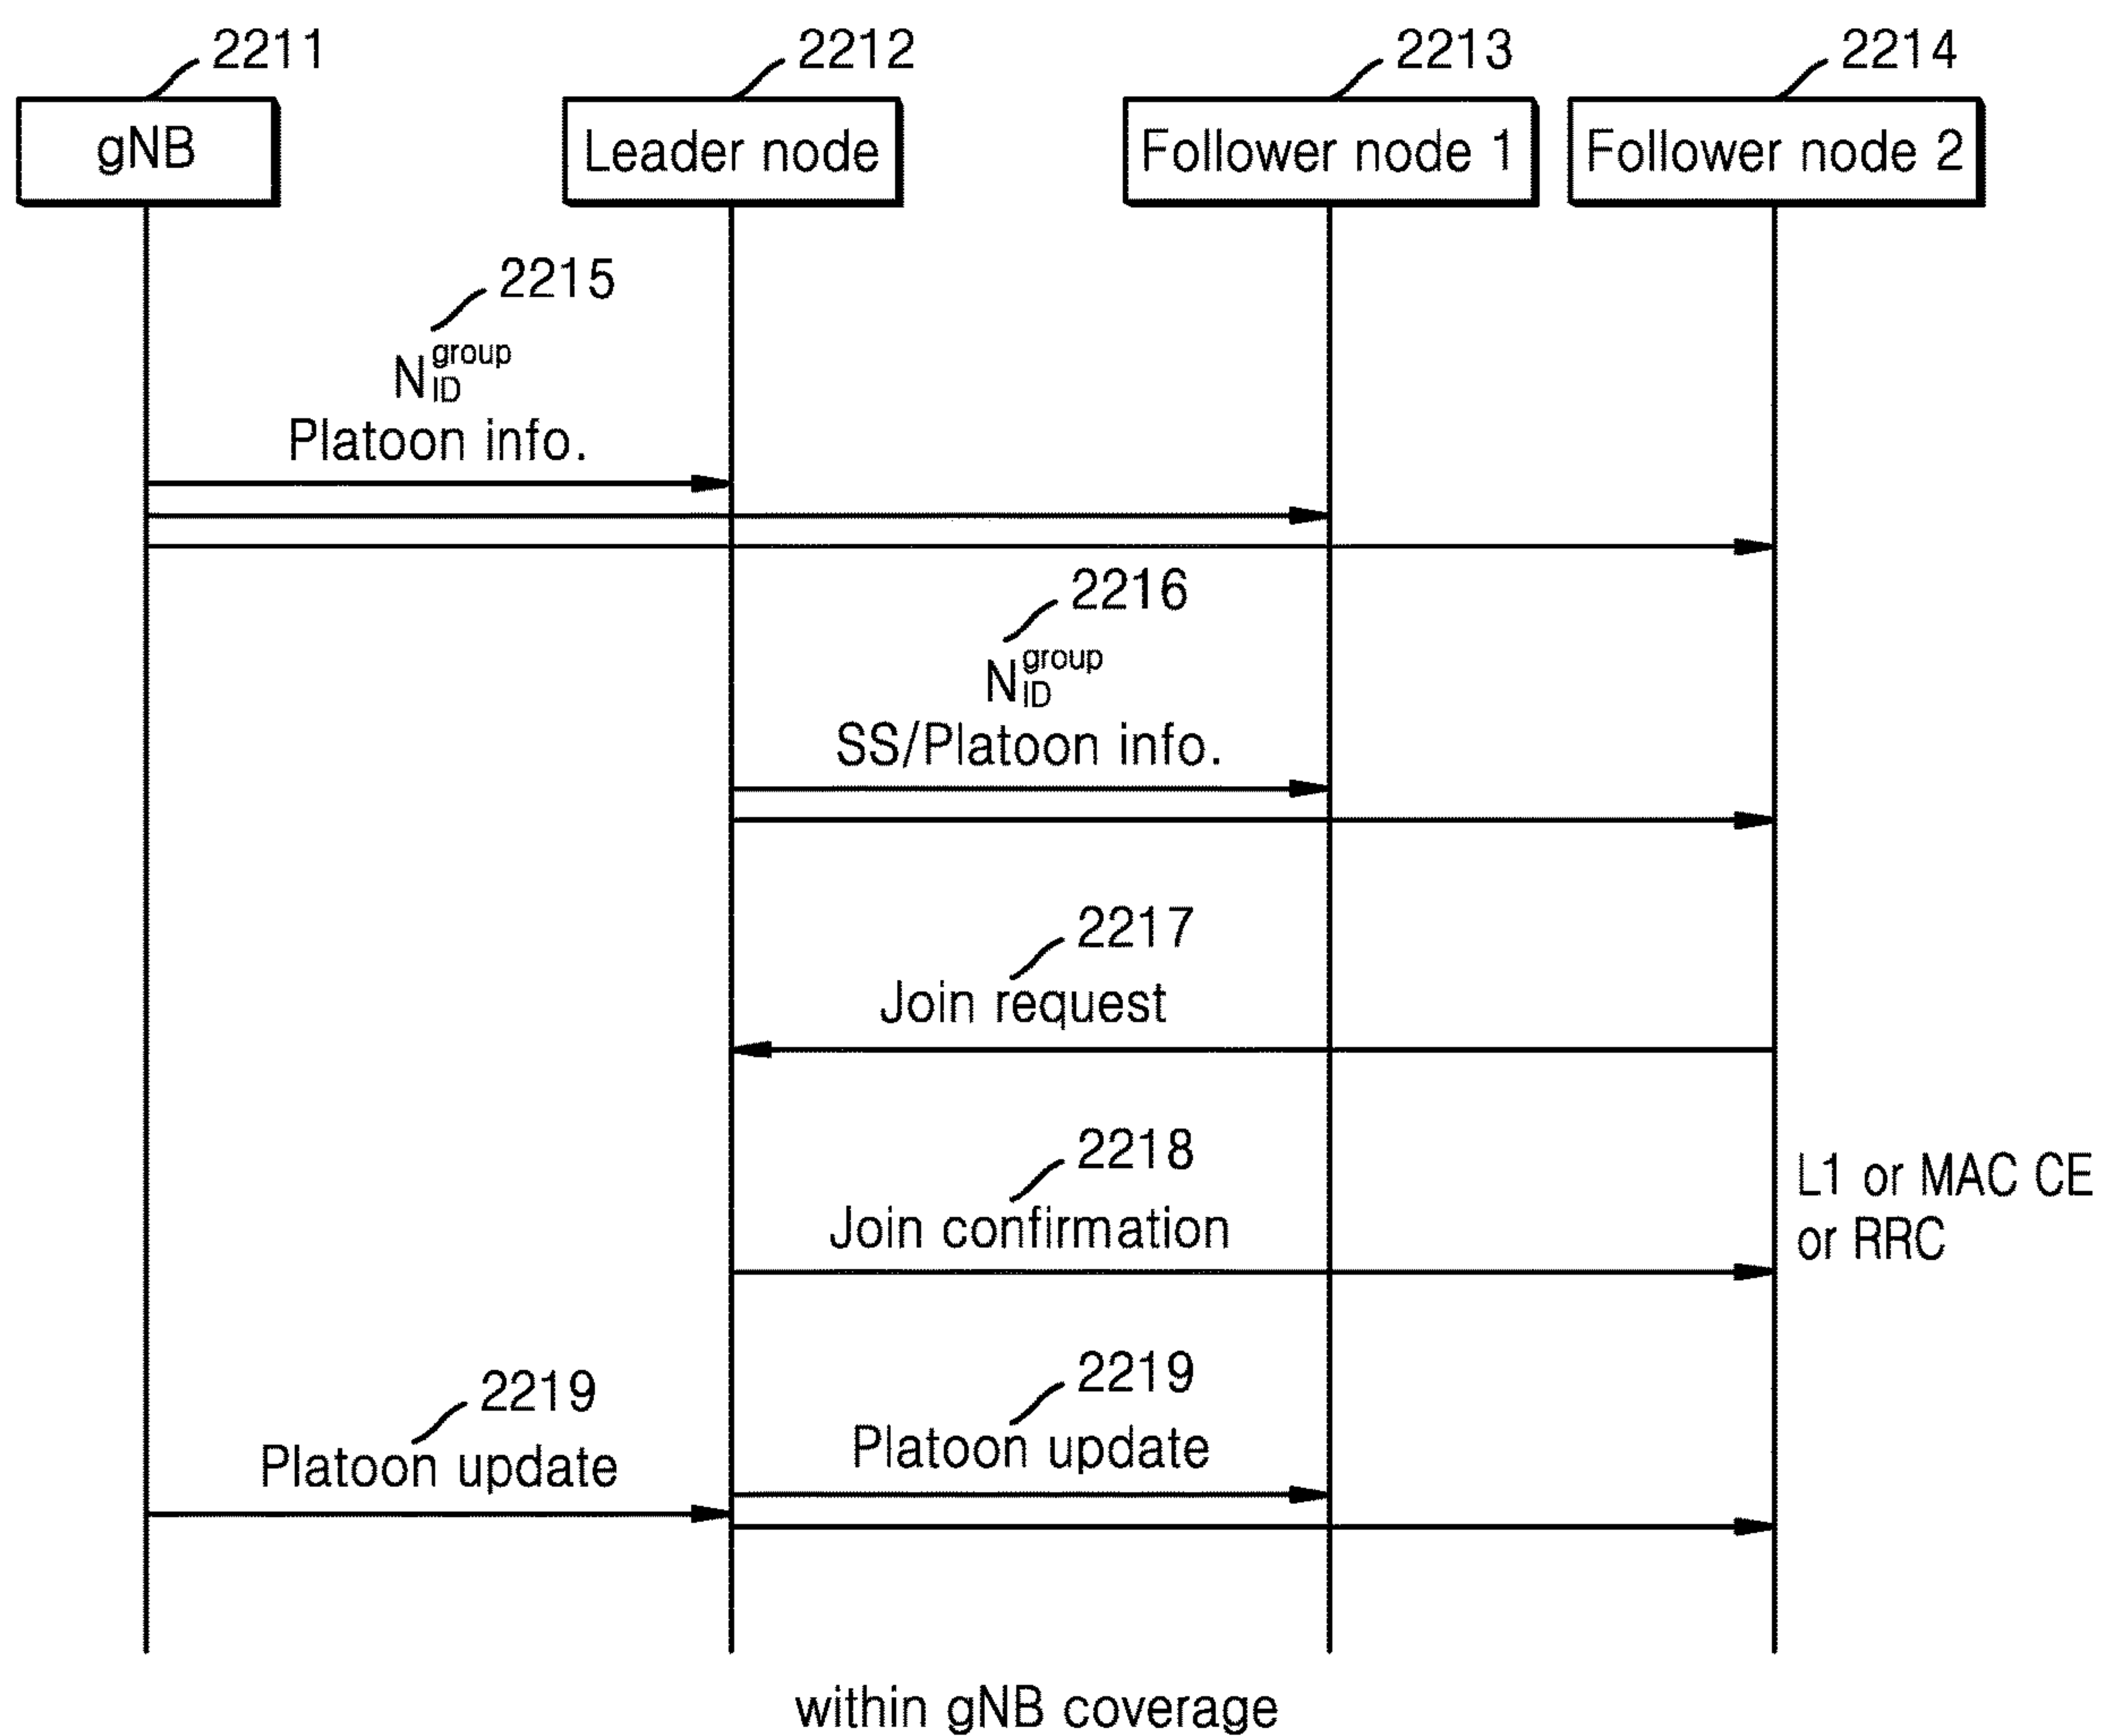 2211 2212 2213 2214
gNB Leader node Follower node 1 Follower node 2
2215
N_ID^group
Platoon info.
2216
N_ID^group
SS/Platoon info.
2217
Join request
2218
Join confirmation
L1 or MAC CE
or RRC
2219
Platoon update
2219
Platoon update
within gNB coverage